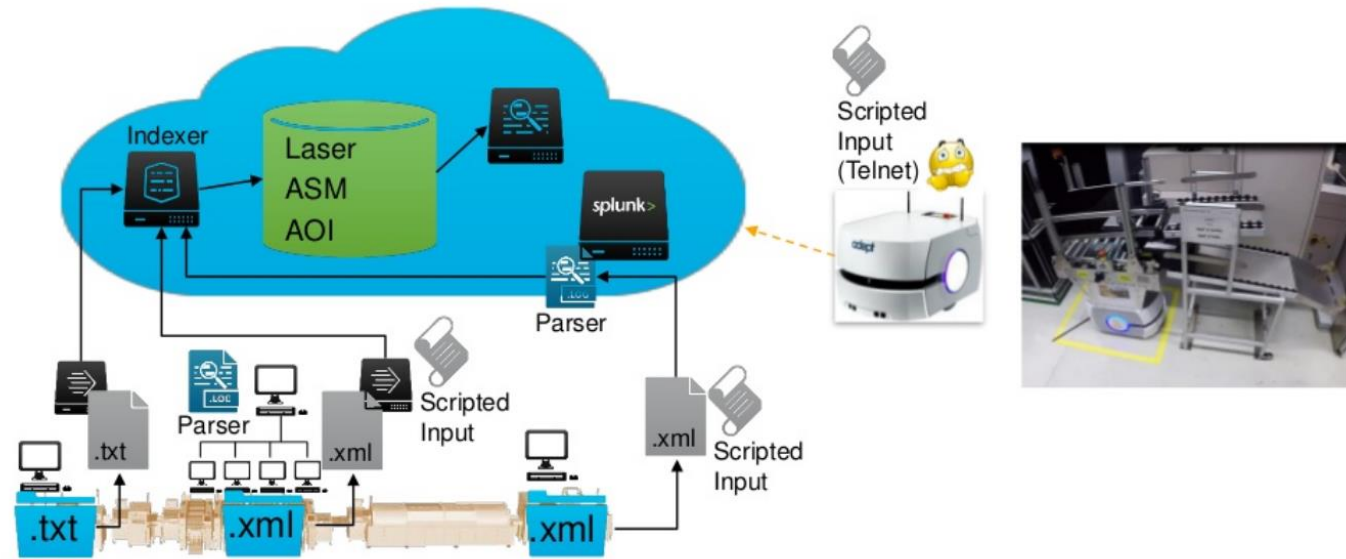 Indexer
Laser
ASM
AOI
splunk>
.LOG
Parser
Scripted
Input
(Telnet)
adept
.LOG
Parser
Scripted
Input
.txt
.xml
.xml
Scripted
Input
.txt
.xml
.xml